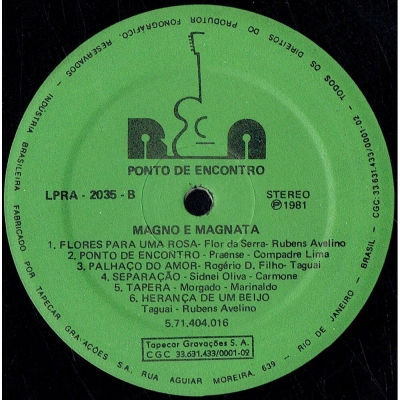 TODOS OS DIREITOS DO PRODUTOR FONOGRÁFICO, RESERVADOS - INDÚSTRIA BRASILEIRA FABRICADO POR TAPECAR GRAVAÇÕES S.A. RUA AGUIAR MOREIRA, 639 - RIO DE JANEIRO - BRASIL - CGC: 33.631.433/0001-02 -
PONTO DE ENCONTRO
LPRA - 2035 - B
STEREO
Ⓟ1981
MAGNO E MAGNATA
1. FLORES PARA UMA ROSA- Flor da Serra- Rubens Avelino
2. PONTO DE ENCONTRO - Praense- Compadre Lima
3. PALHAÇO DO AMOR- Rogério D. Filho- Taguai
4. SEPARAÇÃO - Sidnei Oliva - Carmone
5. TAPERA - Morgado - Marinaldo
6. HERANÇA DE UM BEIJO
Taguai - Rubens Avelino
5.71.404.016
Tapecar Gravações S. A.
CGC 33.631.433/0001-02